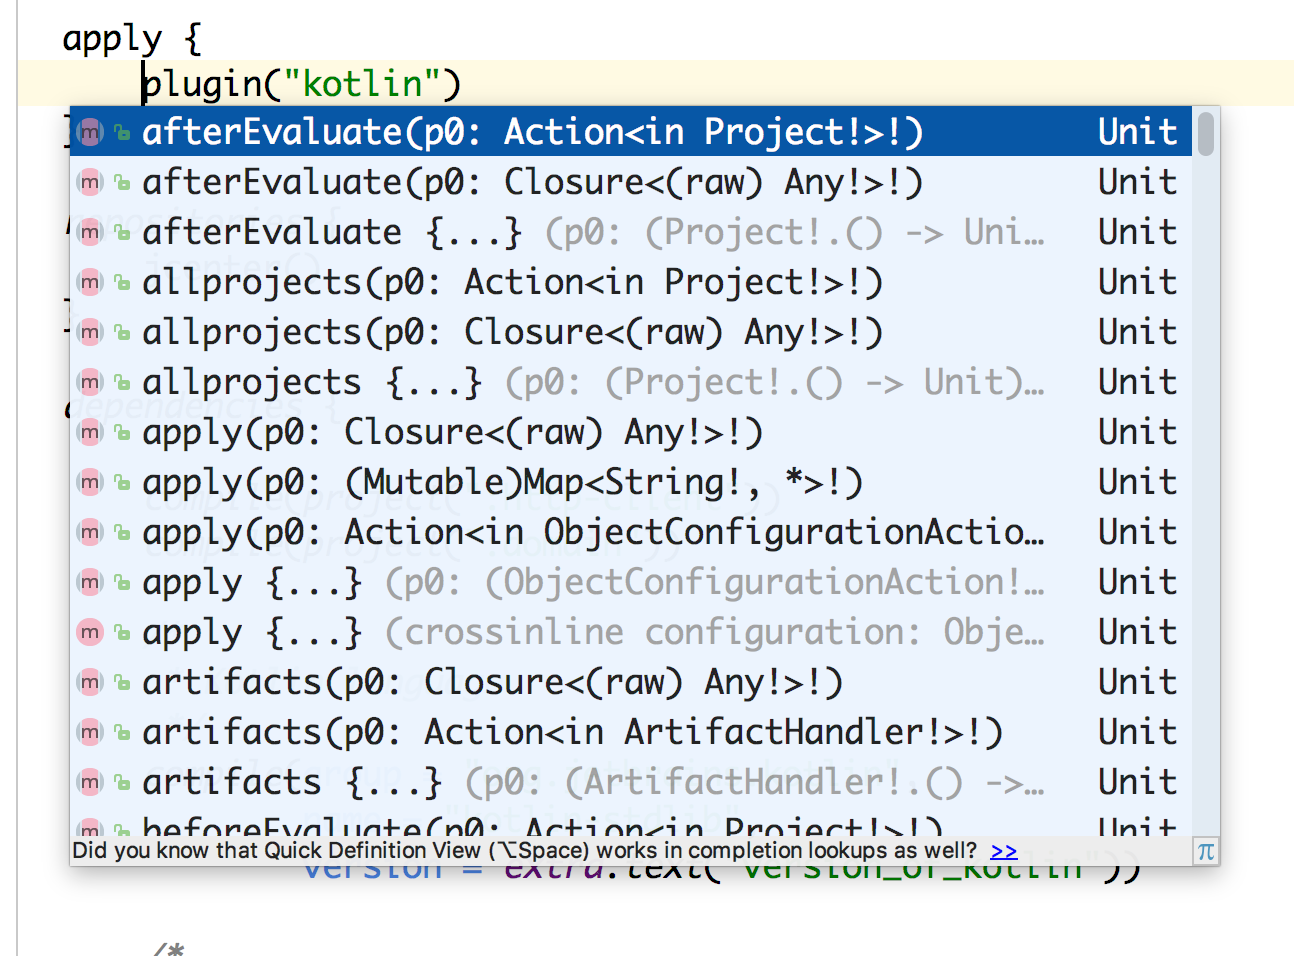 apply {
plugin("kotlin")
afterEvaluate(p0: Action<in Project!>!) Unit
afterEvaluate(p0: Closure<(raw) Any!>!) Unit
afterEvaluate {...} (p0: (Project!.() -> Uni… Unit
allprojects(p0: Action<in Project!>!) Unit
allprojects(p0: Closure<(raw) Any!>!) Unit
allprojects {...} (p0: (Project!.() -> Unit)… Unit
apply(p0: Closure<(raw) Any!>!) Unit
apply(p0: (Mutable)Map<String!, *>!) Unit
apply(p0: Action<in ObjectConfigurationActio… Unit
apply {...} (p0: (ObjectConfigurationAction!… Unit
apply {...} (crossinline configuration: Obje… Unit
artifacts(p0: Closure<(raw) Any!>!) Unit
artifacts(p0: Action<in ArtifactHandler!>!) Unit
artifacts {...} (p0: (ArtifactHandler!.() ->… Unit
beforeEvaluate(p0: Action<in Project!>!) Unit
Did you know that Quick Definition View (⌥Space) works in completion lookups as well? >> π
version = extra.text("version_of_kotlin"))
/*